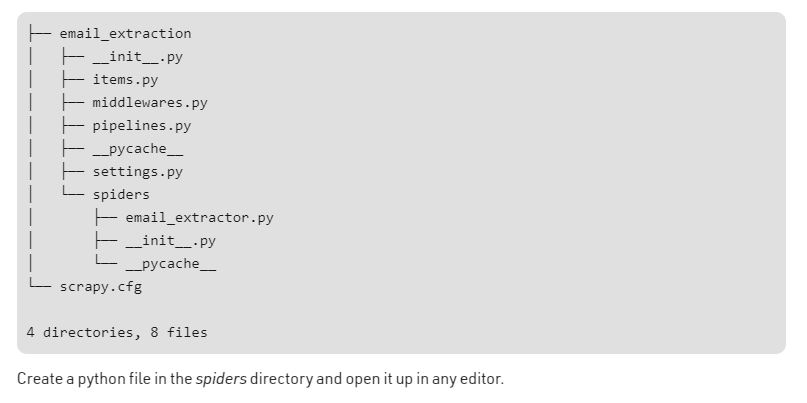 ├── email_extraction
│   ├── __init__.py
│   ├── items.py
│   ├── middlewares.py
│   ├── pipelines.py
│   ├── __pycache__
│   ├── settings.py
│   └── spiders
│       ├── email_extractor.py
│       ├── __init__.py
│       └── __pycache__
└── scrapy.cfg
4 directories, 8 files
Create a python file in the spiders directory and open it up in any editor.